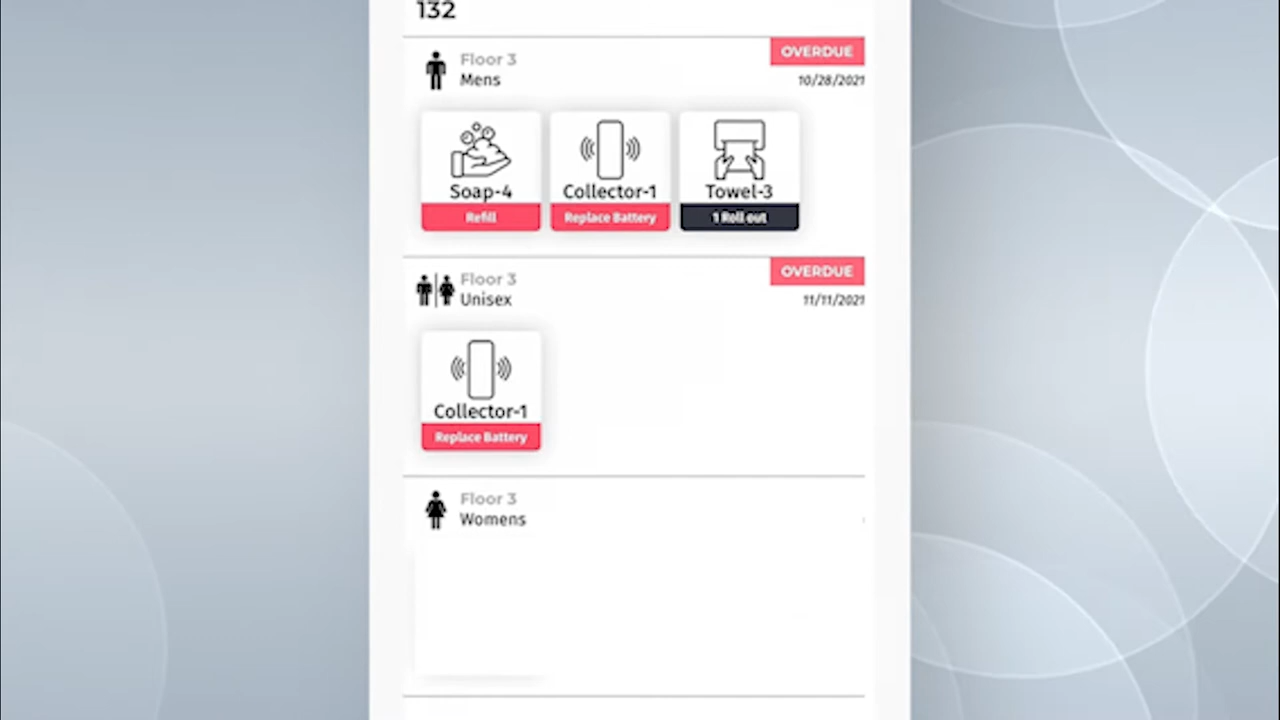 132
Floor 3
OVERDUE
Mens
10/28/2021
Soap-4
Collector-1
Towel-3
Refill
Replace Battery
1 Roll out
Floor 3
OVERDUE
Unisex
11/11/2021
Collector-1
Replace Battery
Floor 3
Womens